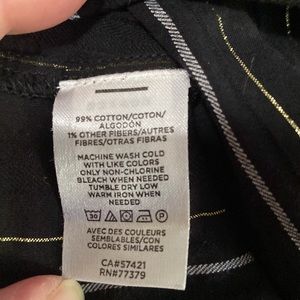 99% COTTON/COTON/
ALGODÓN
1% OTHER FIBERS/AUTRES
FIBRES/OTRAS FIBRAS
MACHINE WASH COLD
WITH LIKE COLORS
ONLY NON-CHLORINE
BLEACH WHEN NEEDED
TUMBLE DRY LOW
WARM IRON WHEN
NEEDED
30
AVEC DES COULEURS
SEMBLABLES/CON
COLORES SIMILARES
CA#57421
RN#77379